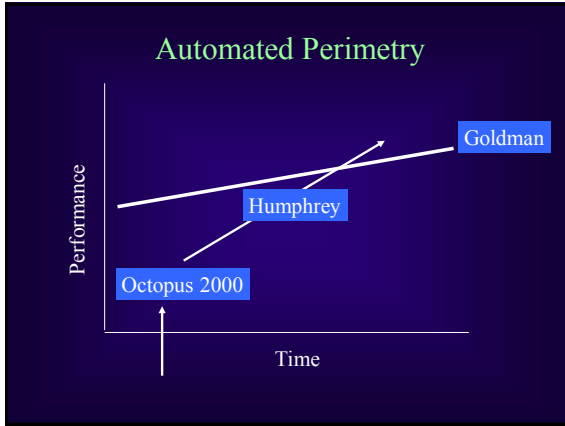 Automated Perimetry
Goldman
Performance
Humphrey
Octopus 2000
Time